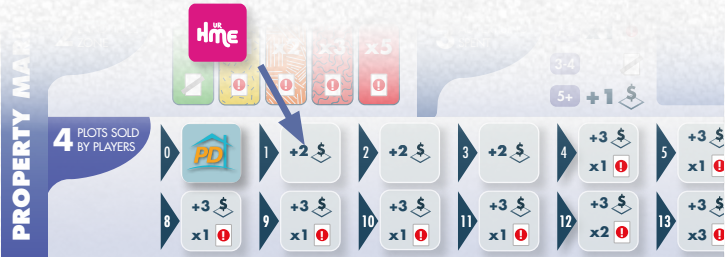 UR
HME
x2 x3 x5
3-4
5+ +1 $
PROPERTY MAR
4 PLOTS SOLD
BY PLAYERS
0 PD 1 +2 $ 2 +2 $ 3 +2 $ 4 +3 $ 5 +3 $
x1 ! x1 !
8 +3 $ 9 +3 $ 10 +3 $ 11 +3 $ 12 +3 $ 13 +3 $
x1 ! x1 ! x1 ! x1 ! x2 ! x3 !